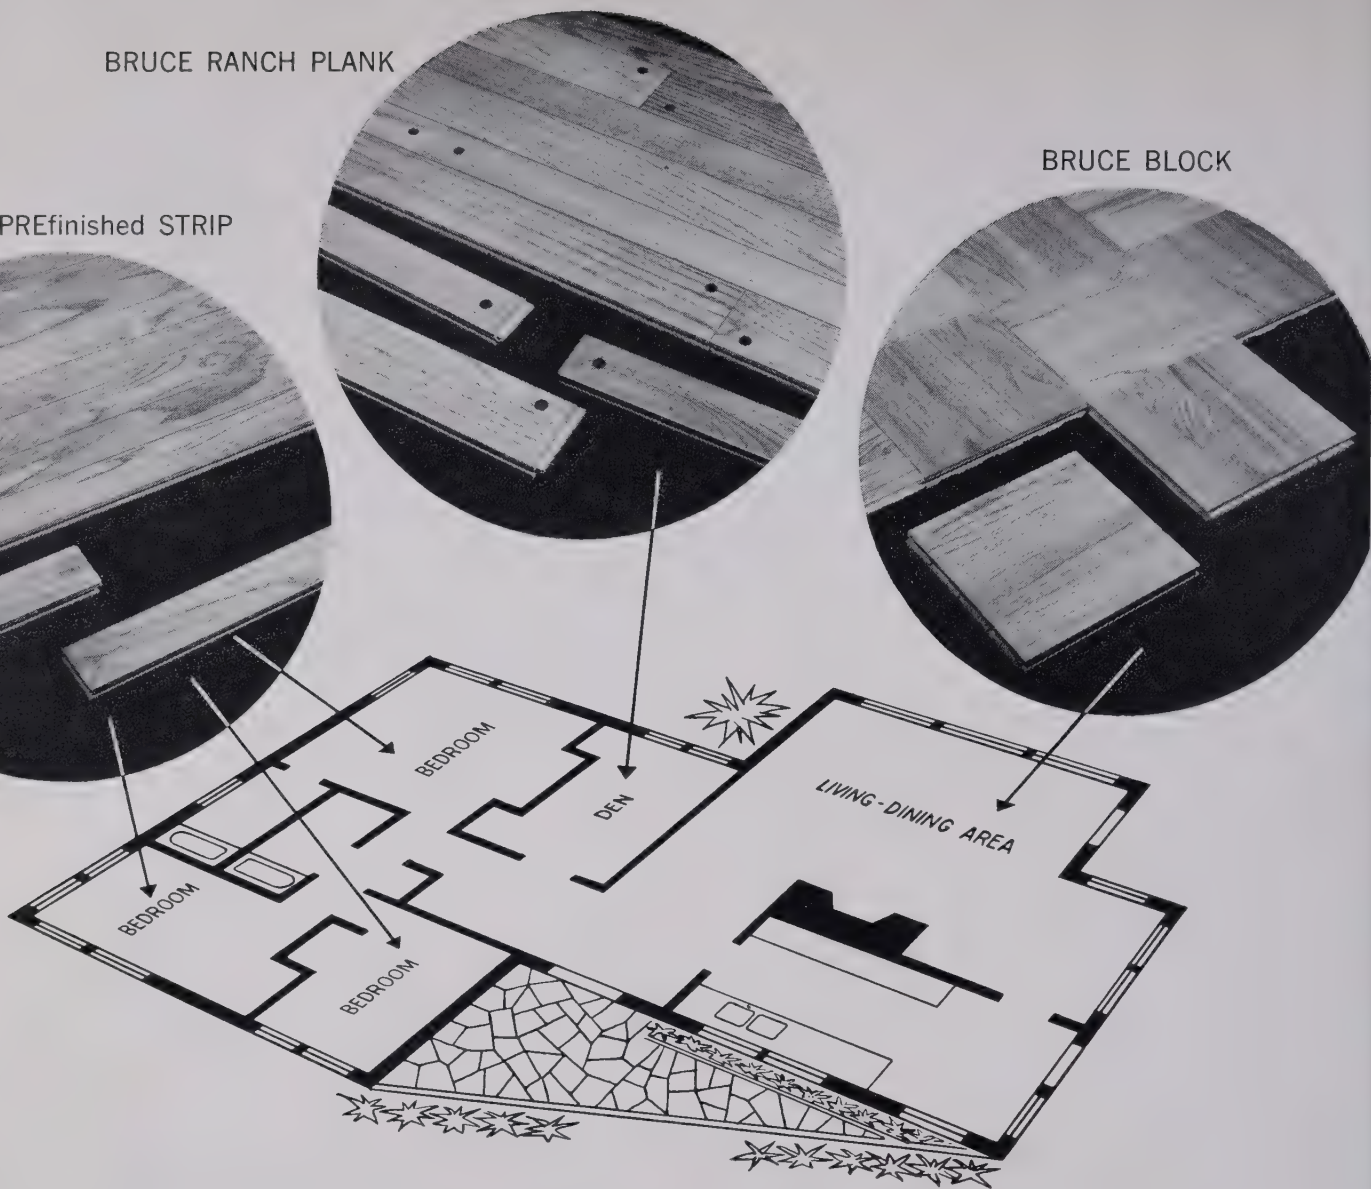 BRUCE RANCH PLANK
BRUCE BLOCK
PREfinished STRIP
BEDROOM
DEN
LIVING-DINING AREA
BEDROOM
BEDROOM